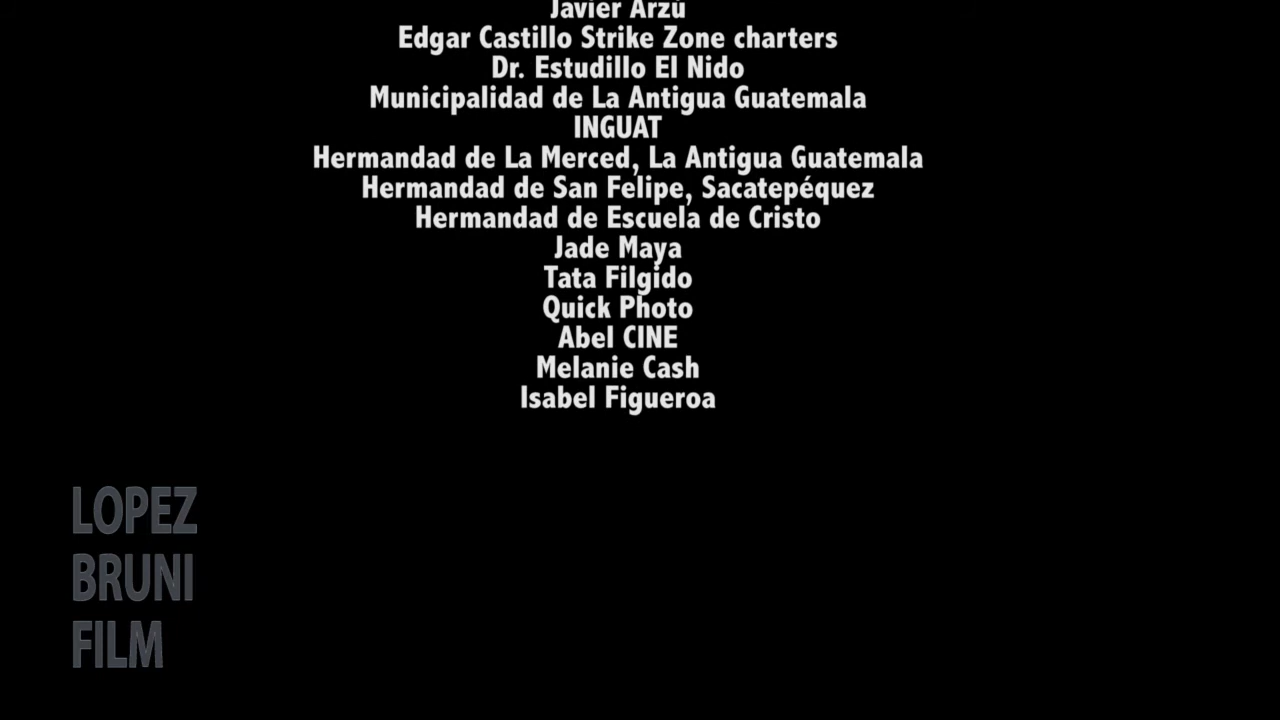 Javier Arzú
Edgar Castillo Strike Zone charters
Dr. Estudillo El Nido
Municipalidad de La Antigua Guatemala
INGUAT
Hermandad de La Merced, La Antigua Guatemala
Hermandad de San Felipe, Sacatepéquez
Hermandad de Escuela de Cristo
Jade Maya
Tata Filgido
Quick Photo
Abel CINE
Melanie Cash
Isabel Figueroa
LOPEZ
BRUNI
FILM